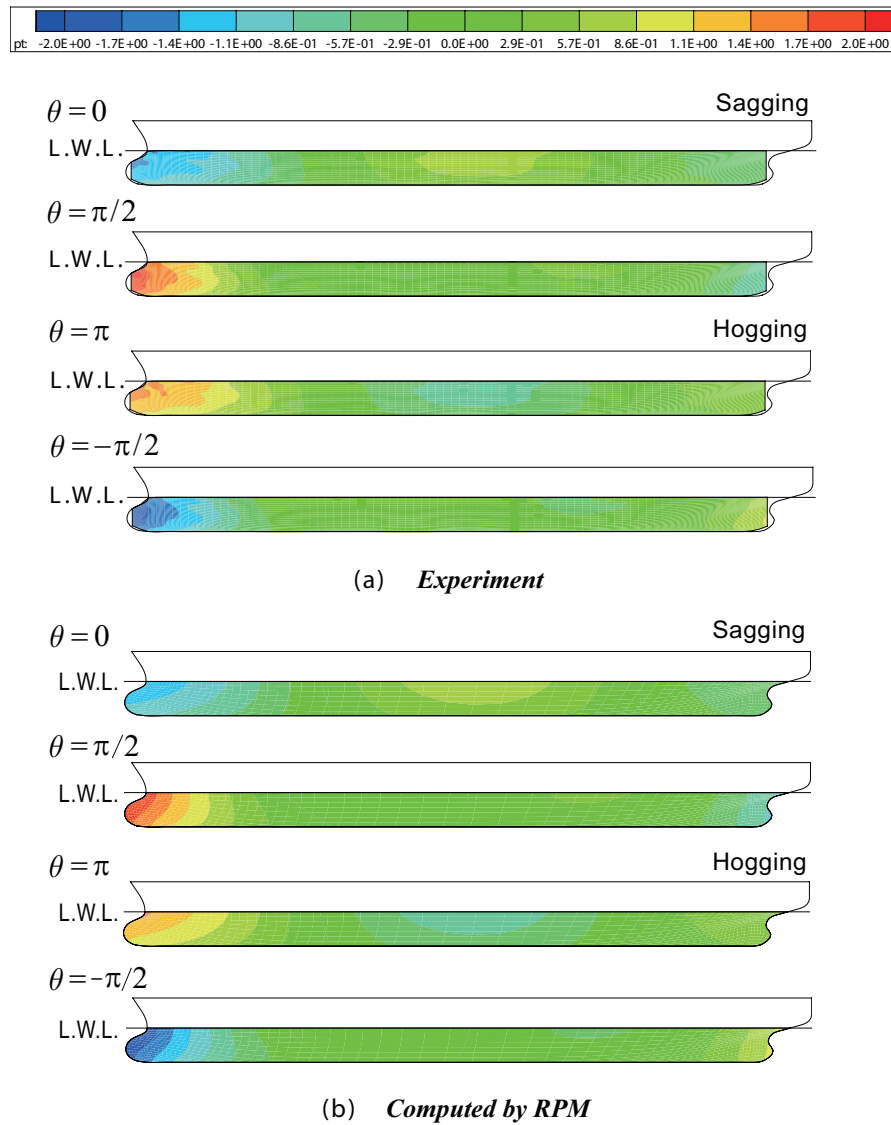 pt: -2.0E+00 -1.7E+00 -1.4E+00 -1.1E+00 -8.6E-01 -5.7E-01 -2.9E-01 0.0E+00 2.9E-01 5.7E-01 8.6E-01 1.1E+00 1.4E+00 1.7E+00 2.0E+00
θ = 0 Sagging
L.W.L.
θ = π/2
L.W.L.
θ = π Hogging
L.W.L.
θ = −π/2
L.W.L.
(a) Experiment
θ = 0 Sagging
L.W.L.
θ = π/2
L.W.L.
θ = π Hogging
L.W.L.
θ = -π/2
L.W.L.
(b) Computed by RPM